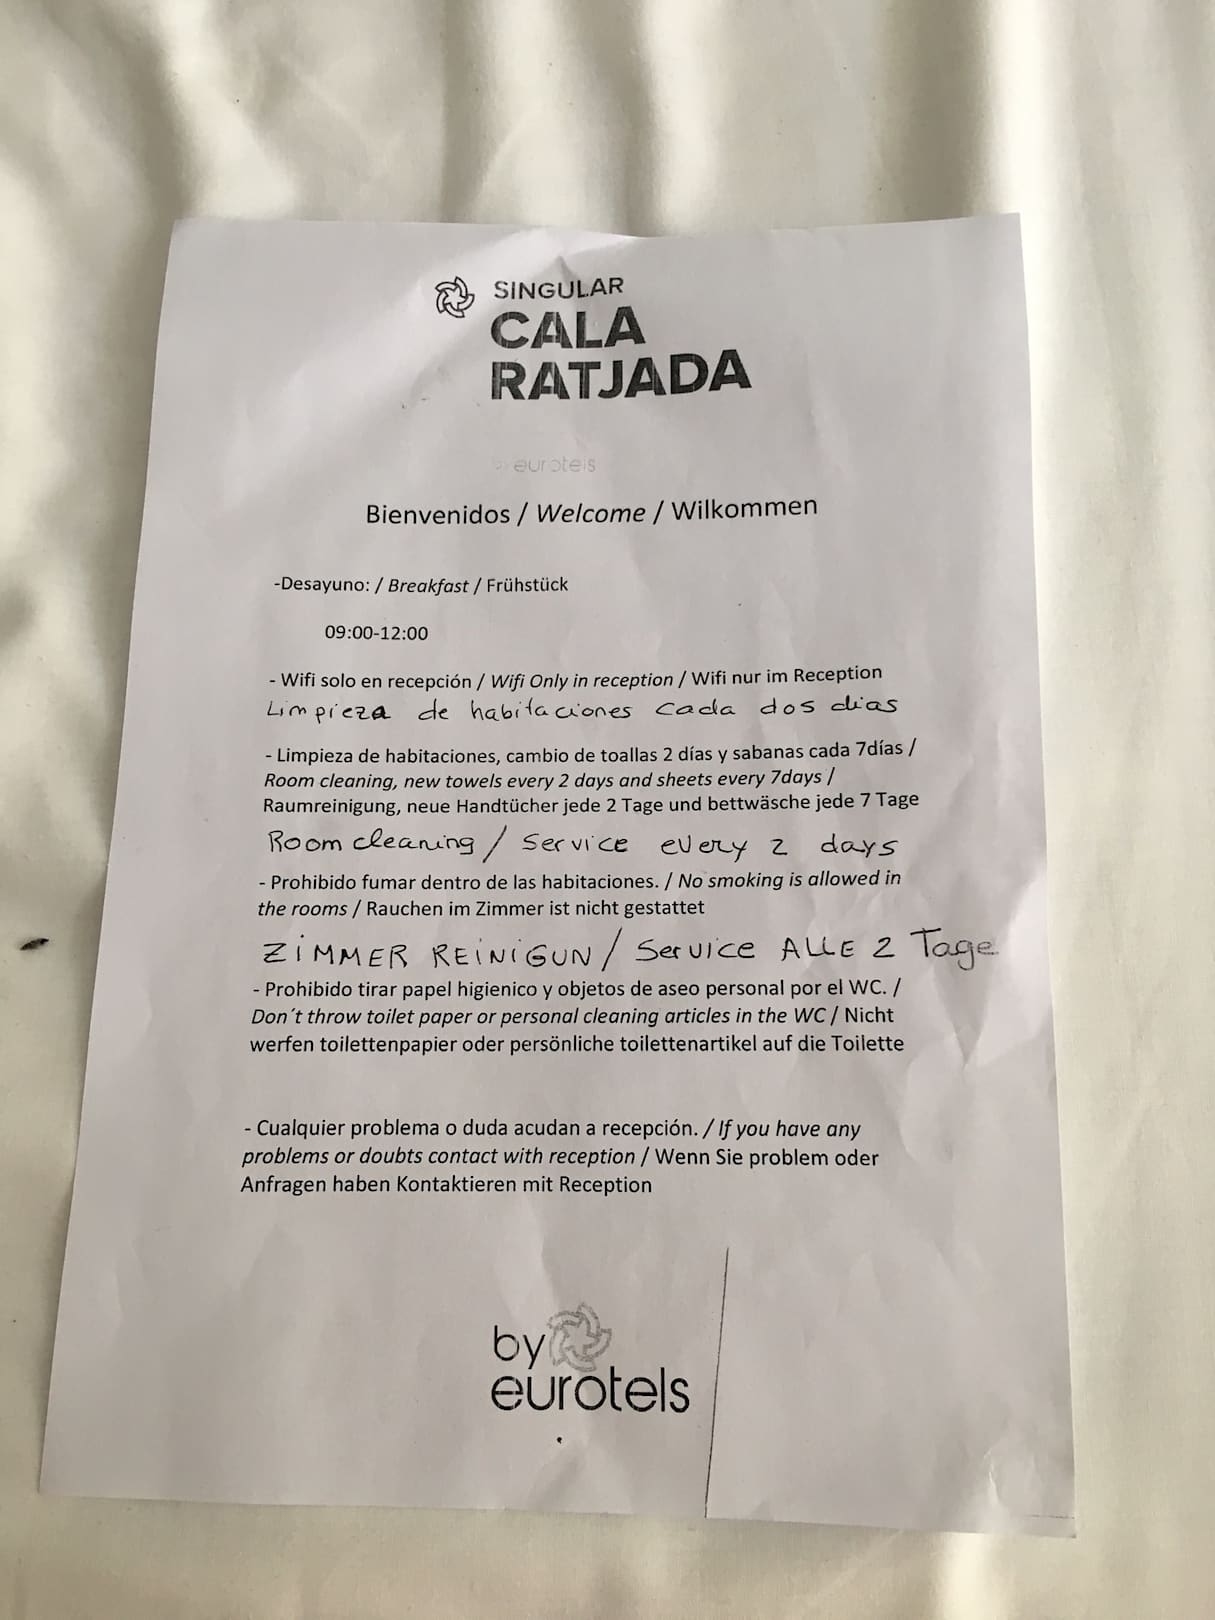 SINGULAR
CALA
RATJADA
by eurotels
Bienvenidos / Welcome / Wilkommen
-Desayuno: / Breakfast / Frühstück
09:00-12:00
- Wifi solo en recepción / Wifi Only in reception / Wifi nur im Reception
Limpieza de habitaciones cada dos dias
- Limpieza de habitaciones, cambio de toallas 2 días y sabanas cada 7días /
Room cleaning, new towels every 2 days and sheets every 7days /
Raumreinigung, neue Handtücher jede 2 Tage und bettwäsche jede 7 Tage
Room cleaning / Service every 2 days
- Prohibido fumar dentro de las habitaciones. / No smoking is allowed in
the rooms / Rauchen im Zimmer ist nicht gestattet
ZIMMER REINIGUN / Service ALLE 2 Tage
- Prohibido tirar papel higienico y objetos de aseo personal por el WC. /
Don´t throw toilet paper or personal cleaning articles in the WC / Nicht
werfen toilettenpapier oder persönliche toilettenartikel auf die Toilette
- Cualquier problema o duda acudan a recepción. / If you have any
problems or doubts contact with reception / Wenn Sie problem oder
Anfragen haben Kontaktieren mit Reception
by
eurotels